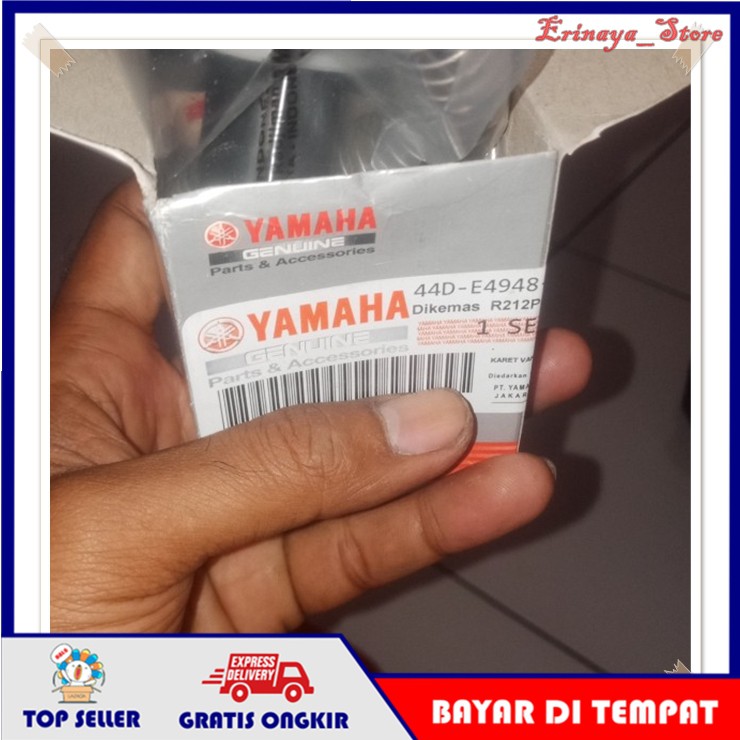 Erinaya_Store
YAMAHA
GENUINE
Parts & Accessories
YAMAHA
GENUINE
Parts & Accessories
44D-E4948
Dikemas R212P
1 SE
KARET VA
Diedarkan
PT. YAMA
JAKAR
EXPRESS
DELIVERY
TOP SELLER
GRATIS ONGKIR
BAYAR DI TEMPAT